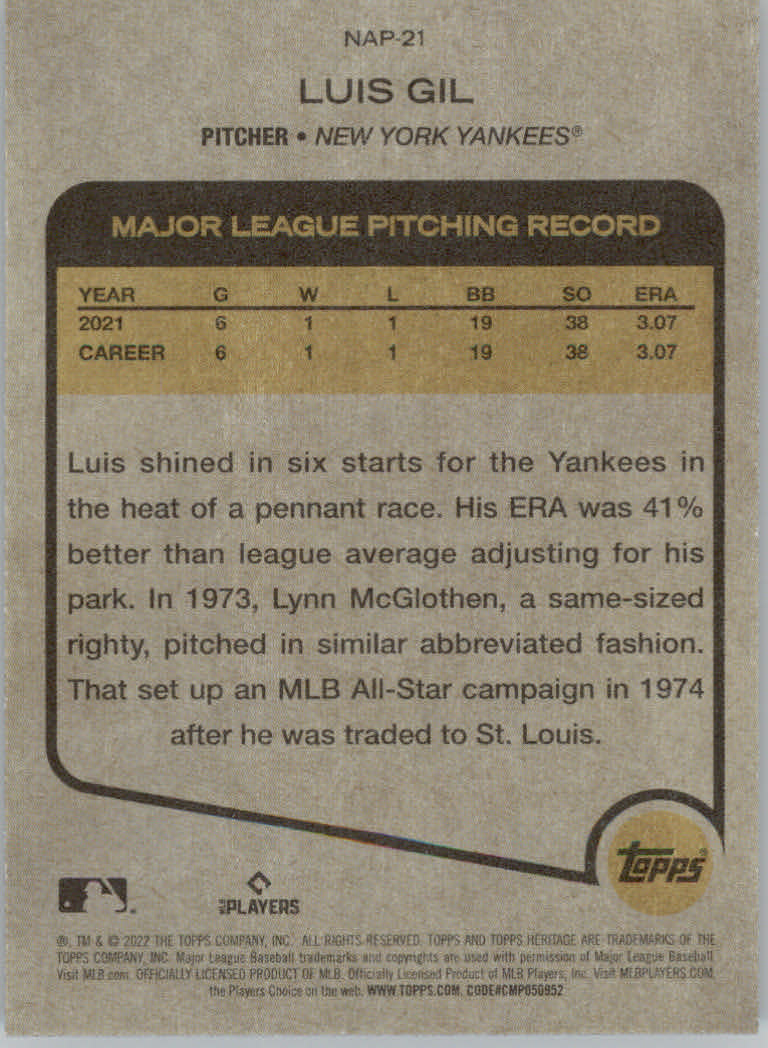 NAP-21
LUIS GIL
PITCHER • NEW YORK YANKEES®
MAJOR LEAGUE PITCHING RECORD
YEAR G W L BB SO ERA
2021 6 1 1 19 38 3.07
CAREER 6 1 1 19 38 3.07
Luis shined in six starts for the Yankees in
the heat of a pennant race. His ERA was 41%
better than league average adjusting for his
park. In 1973, Lynn McGlothen, a same-sized
righty, pitched in similar abbreviated fashion.
That set up an MLB All-Star campaign in 1974
after he was traded to St. Louis.
Topps®
PLAYERS
®, TM & © 2022 THE TOPPS COMPANY, INC. ALL RIGHTS RESERVED. TOPPS AND TOPPS HERITAGE ARE TRADEMARKS OF THE
TOPPS COMPANY, INC. Major League Baseball trademarks and copyrights are used with permission of Major League Baseball.
Visit MLB.com. OFFICIALLY LICENSED PRODUCT OF MLB. Officially Licensed Product of MLB Players, Inc. Visit MLBPLAYERS.COM,
the Players Choice on the web. WWW.TOPPS.COM. CODE#CMP050952